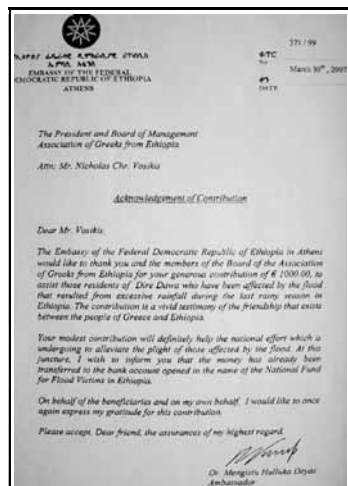 371 / 99
ቁጥር
No
March 30th, 2007
ቀን
DATE
EMBASSY OF THE FEDERAL
DEMOCRATIC REPUBLIC OF ETHIOPIA
ATHENS
The President and Board of Management
Association of Greeks from Ethiopia
Attn: Mr. Nicholas Chr. Vosikis
Acknowledgement of Contribution
Dear Mr. Vosikis,
The Embassy of the Federal Democratic Republic of Ethiopia in Athens
would like to thank you and the members of the Board of the Association
of Greeks from Ethiopia for your generous contribution of € 1000.00, to
assist those residents of Dire Dawa who have been affected by the flood
that resulted from excessive rainfall during the last rainy season in
Ethiopia. The contribution is a vivid testimony of the friendship that exists
between the people of Greece and Ethiopia.
Your modest contribution will definitely help the national effort which is
undergoing to alleviate the plight of those affected by the flood. At this
juncture, I wish to inform you that the money has already been
transferred to the bank account opened in the name of the National Fund
for Flood Victims in Ethiopia.
On behalf of the beneficiaries and on my own behalf, I would like to once
again express my gratitude for this contribution.
Please accept, Dear friend, the assurances of my highest regard.
Dr. Mengistu Hulluka
Ambassador